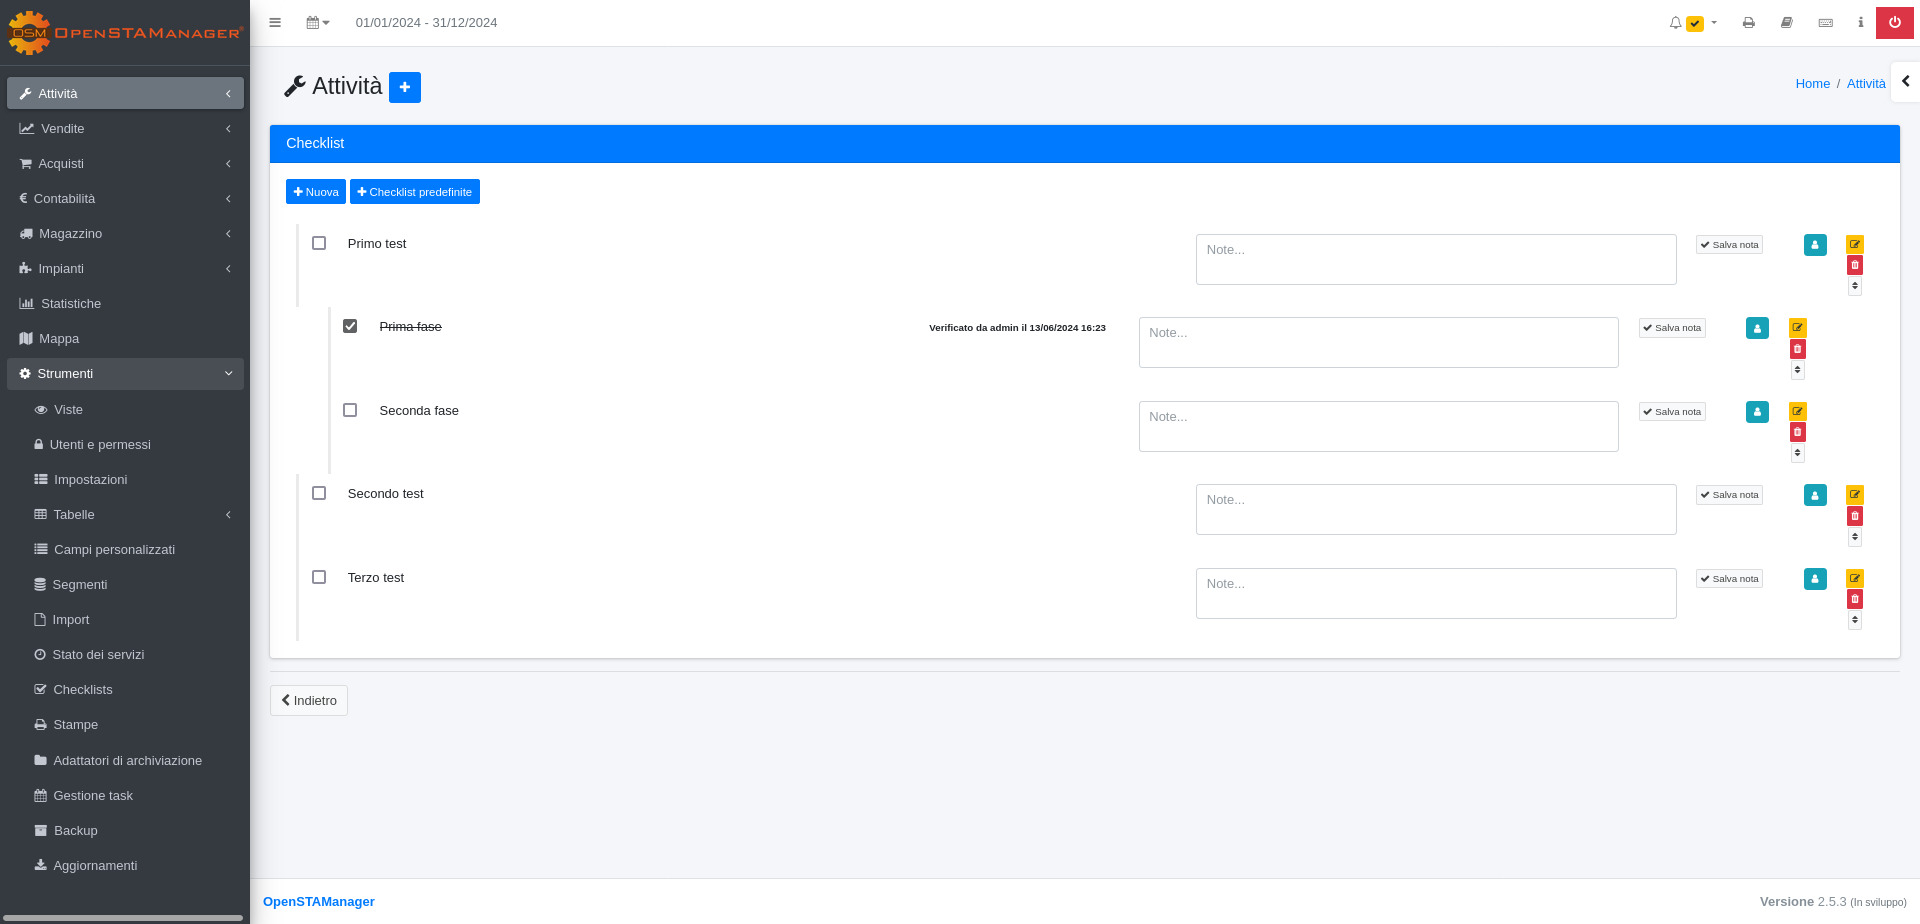 OSM OpenSTAManager®
01/01/2024 - 31/12/2024
Attività
Vendite
Acquisti
Contabilità
Magazzino
Impianti
Statistiche
Mappa
Strumenti
Viste
Utenti e permessi
Impostazioni
Tabelle
Campi personalizzati
Segmenti
Import
Stato dei servizi
Checklists
Stampe
Adattatori di archiviazione
Gestione task
Backup
Aggiornamenti
Attività
Home / Attività
Checklist
Nuova Checklist predefinite
Primo test Note... Salva nota
Prima fase Verificato da admin il 13/06/2024 16:23 Note... Salva nota
Seconda fase Note... Salva nota
Secondo test Note... Salva nota
Terzo test Note... Salva nota
Indietro
OpenSTAManager Versione 2.5.3 (In sviluppo)